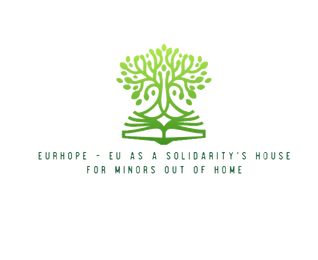 EURHOPE - EU AS A SOLIDARITY'S HOUSE
FOR MINORS OUT OF HOME